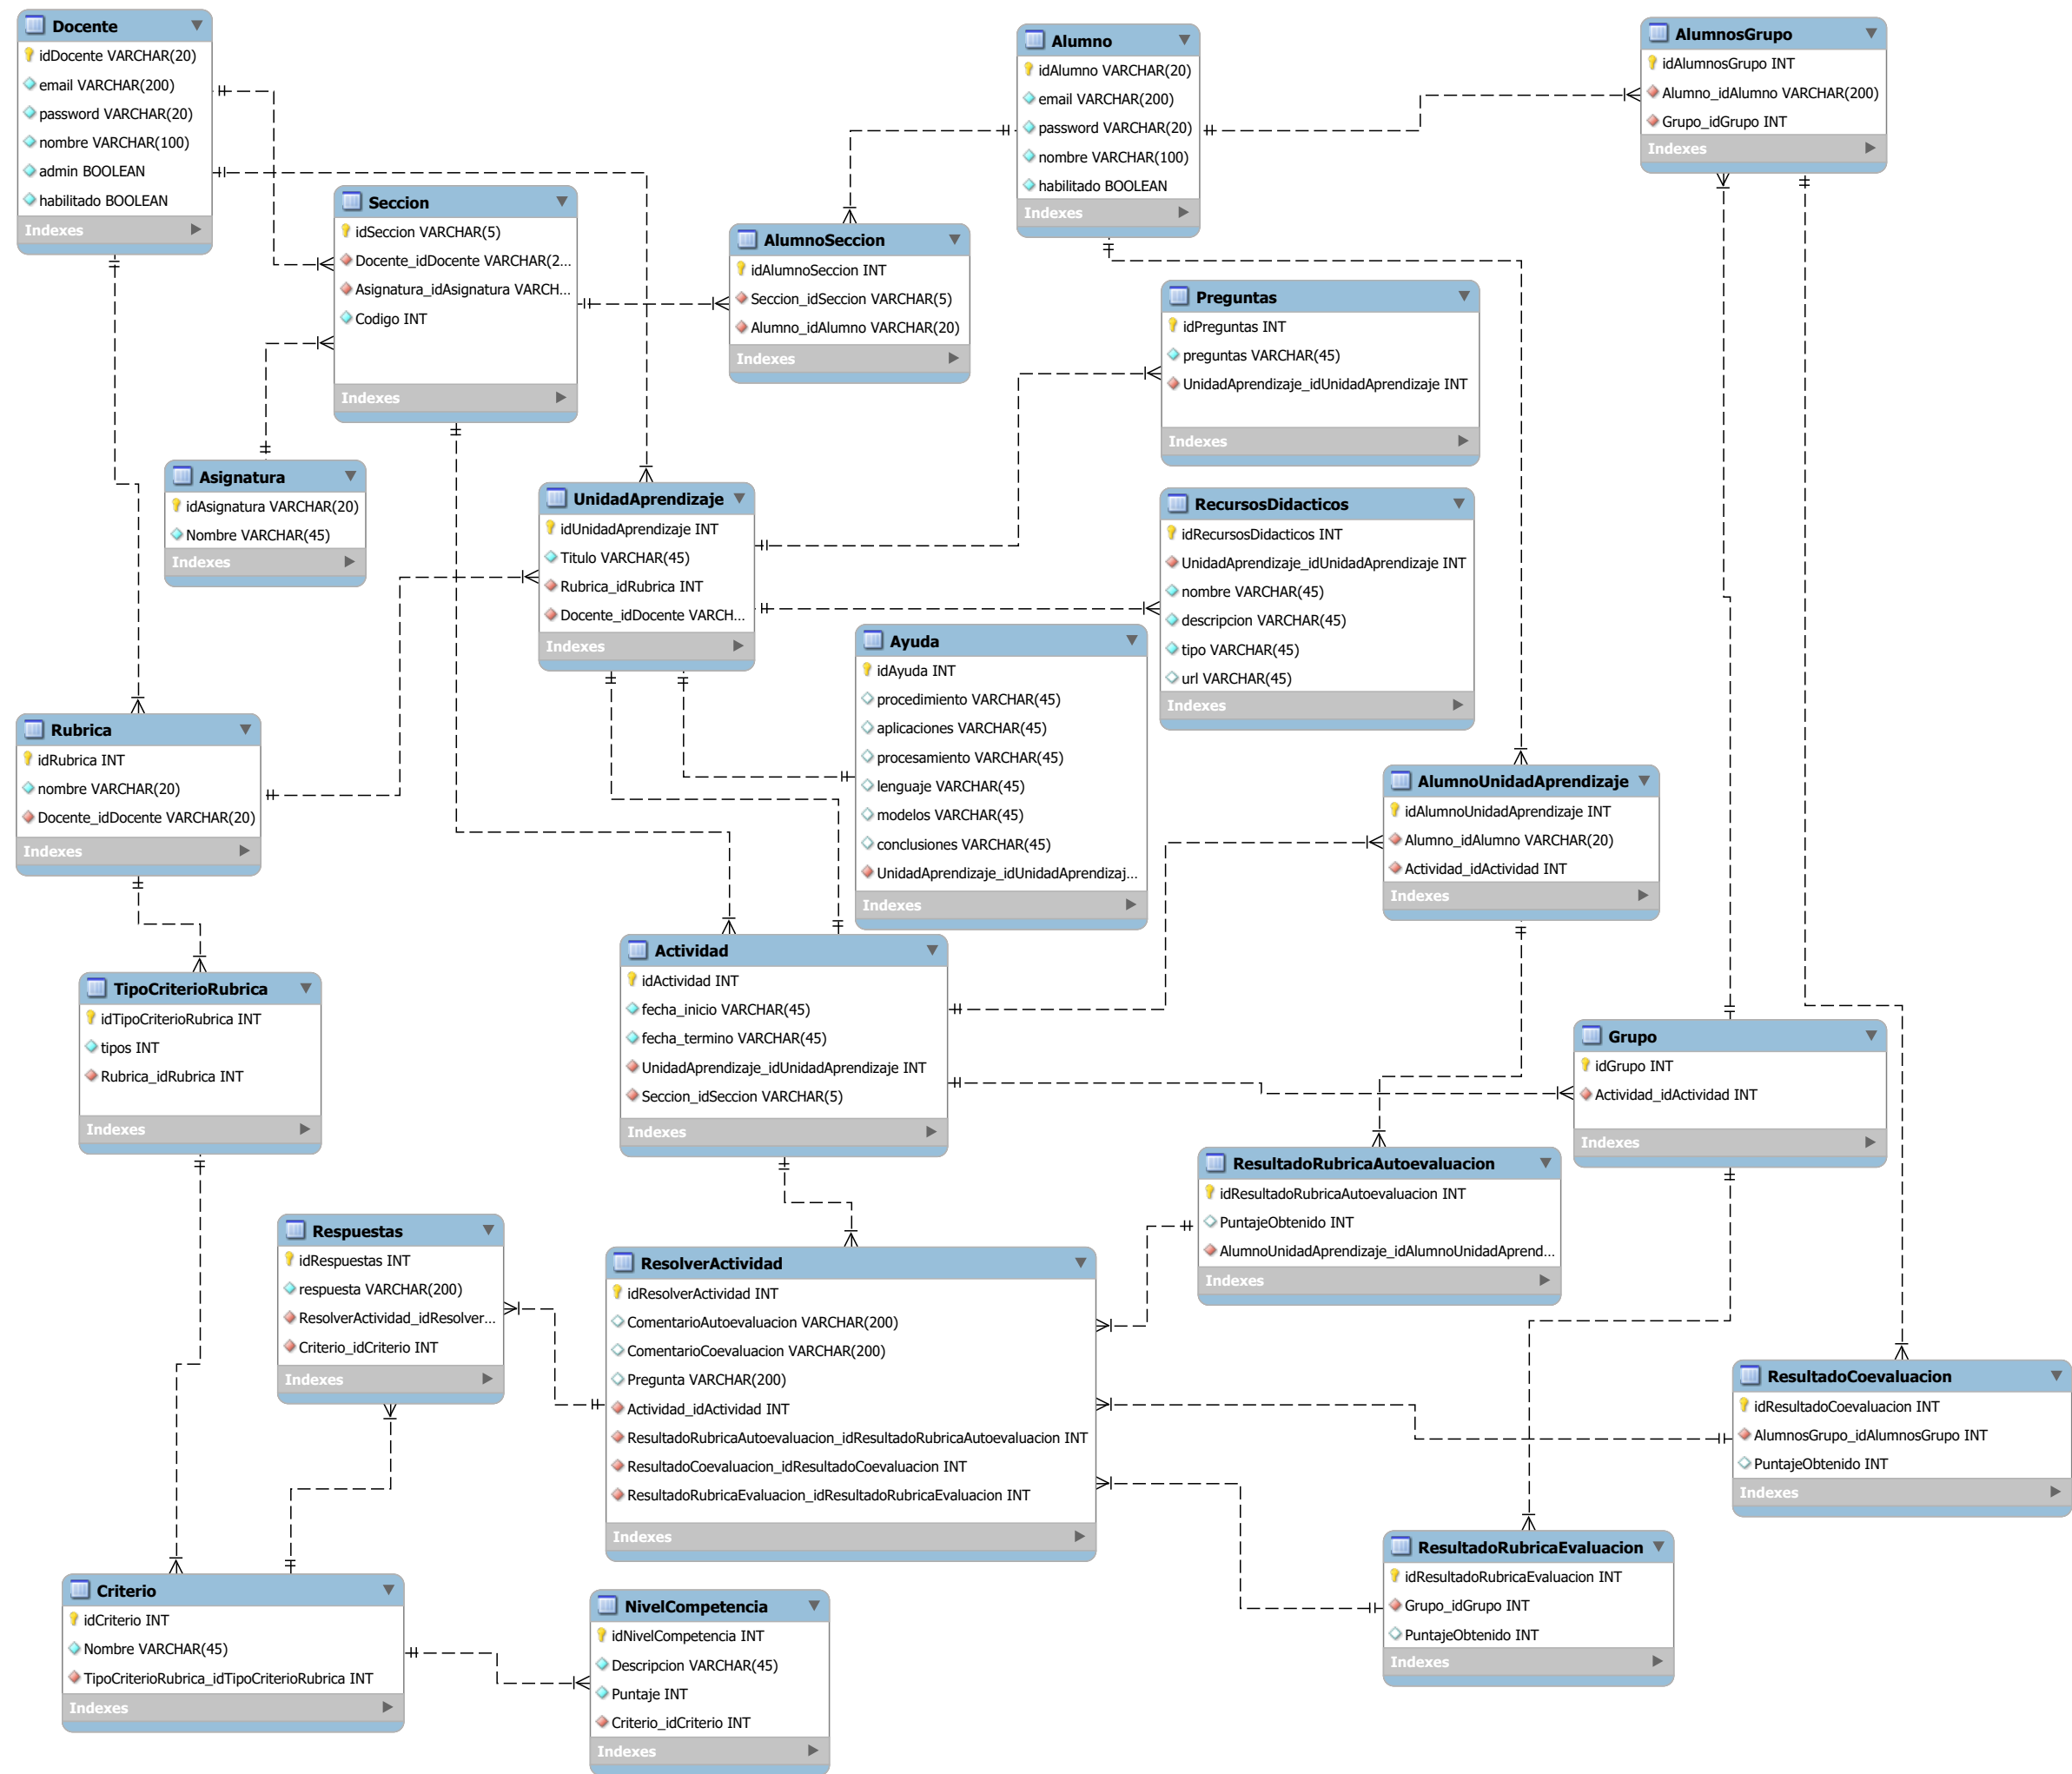 Docente
idDocente VARCHAR(20)
email VARCHAR(200)
password VARCHAR(20)
nombre VARCHAR(100)
admin BOOLEAN
habilitado BOOLEAN
Indexes
Alumno
idAlumno VARCHAR(20)
email VARCHAR(200)
password VARCHAR(20)
nombre VARCHAR(100)
habilitado BOOLEAN
Indexes
AlumnosGrupo
idAlumnosGrupo INT
Alumno_idAlumno VARCHAR(200)
Grupo_idGrupo INT
Indexes
Seccion
idSeccion VARCHAR(5)
Docente_idDocente VARCHAR(2...
Asignatura_idAsignatura VARCH...
Codigo INT
Indexes
AlumnoSeccion
idAlumnoSeccion INT
Seccion_idSeccion VARCHAR(5)
Alumno_idAlumno VARCHAR(20)
Indexes
Preguntas
idPreguntas INT
preguntas VARCHAR(45)
UnidadAprendizaje_idUnidadAprendizaje INT
Indexes
Asignatura
idAsignatura VARCHAR(20)
Nombre VARCHAR(45)
Indexes
UnidadAprendizaje
idUnidadAprendizaje INT
Titulo VARCHAR(45)
Rubrica_idRubrica INT
Docente_idDocente VARCH...
Indexes
RecursosDidacticos
idRecursosDidacticos INT
UnidadAprendizaje_idUnidadAprendizaje INT
nombre VARCHAR(45)
descripcion VARCHAR(45)
tipo VARCHAR(45)
url VARCHAR(45)
Indexes
Ayuda
idAyuda INT
procedimiento VARCHAR(45)
aplicaciones VARCHAR(45)
procesamiento VARCHAR(45)
lenguaje VARCHAR(45)
modelos VARCHAR(45)
conclusiones VARCHAR(45)
UnidadAprendizaje_idUnidadAprendizaj...
Indexes
Rubrica
idRubrica INT
nombre VARCHAR(20)
Docente_idDocente VARCHAR(20)
Indexes
AlumnoUnidadAprendizaje
idAlumnoUnidadAprendizaje INT
Alumno_idAlumno VARCHAR(20)
Actividad_idActividad INT
Indexes
Actividad
idActividad INT
fecha_inicio VARCHAR(45)
fecha_termino VARCHAR(45)
UnidadAprendizaje_idUnidadAprendizaje INT
Seccion_idSeccion VARCHAR(5)
Indexes
TipoCriterioRubrica
idTipoCriterioRubrica INT
tipos INT
Rubrica_idRubrica INT
Indexes
Grupo
idGrupo INT
Actividad_idActividad INT
Indexes
ResultadoRubricaAutoevaluacion
idResultadoRubricaAutoevaluacion INT
PuntajeObtenido INT
AlumnoUnidadAprendizaje_idAlumnoUnidadAprend...
Indexes
Respuestas
idRespuestas INT
respuesta VARCHAR(200)
ResolverActividad_idResolver...
Criterio_idCriterio INT
Indexes
ResolverActividad
idResolverActividad INT
ComentarioAutoevaluacion VARCHAR(200)
ComentarioCoevaluacion VARCHAR(200)
Pregunta VARCHAR(200)
Actividad_idActividad INT
ResultadoRubricaAutoevaluacion_idResultadoRubricaAutoevaluacion INT
ResultadoCoevaluacion_idResultadoCoevaluacion INT
ResultadoRubricaEvaluacion_idResultadoRubricaEvaluacion INT
Indexes
ResultadoCoevaluacion
idResultadoCoevaluacion INT
AlumnosGrupo_idAlumnosGrupo INT
PuntajeObtenido INT
Indexes
ResultadoRubricaEvaluacion
idResultadoRubricaEvaluacion INT
Grupo_idGrupo INT
PuntajeObtenido INT
Indexes
Criterio
idCriterio INT
Nombre VARCHAR(45)
TipoCriterioRubrica_idTipoCriterioRubrica INT
Indexes
NivelCompetencia
idNivelCompetencia INT
Descripcion VARCHAR(45)
Puntaje INT
Criterio_idCriterio INT
Indexes